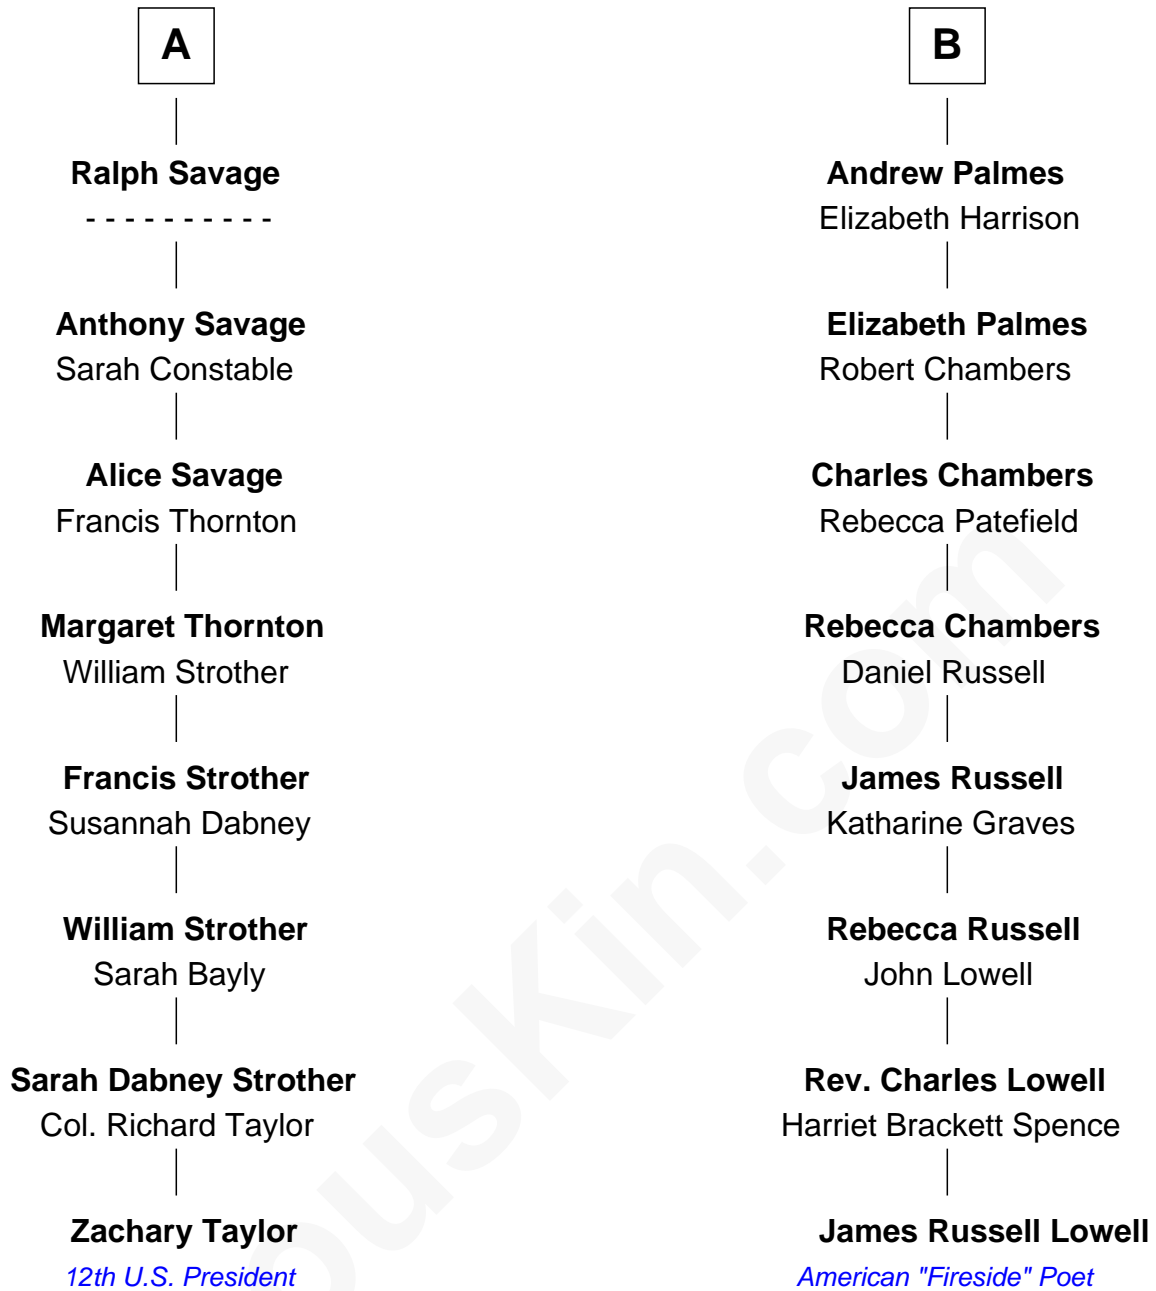 A
Ralph Savage
- - - - - - - - - -
Anthony Savage
Sarah Constable
Alice Savage
Francis Thornton
Margaret Thornton
William Strother
Francis Strother
Susannah Dabney
William Strother
Sarah Bayly
Sarah Dabney Strother
Col. Richard Taylor
Zachary Taylor
12th U.S. President
B
Andrew Palmes
Elizabeth Harrison
Elizabeth Palmes
Robert Chambers
Charles Chambers
Rebecca Patefield
Rebecca Chambers
Daniel Russell
James Russell
Katharine Graves
Rebecca Russell
John Lowell
Rev. Charles Lowell
Harriet Brackett Spence
James Russell Lowell
American "Fireside" Poet
ousKin.com